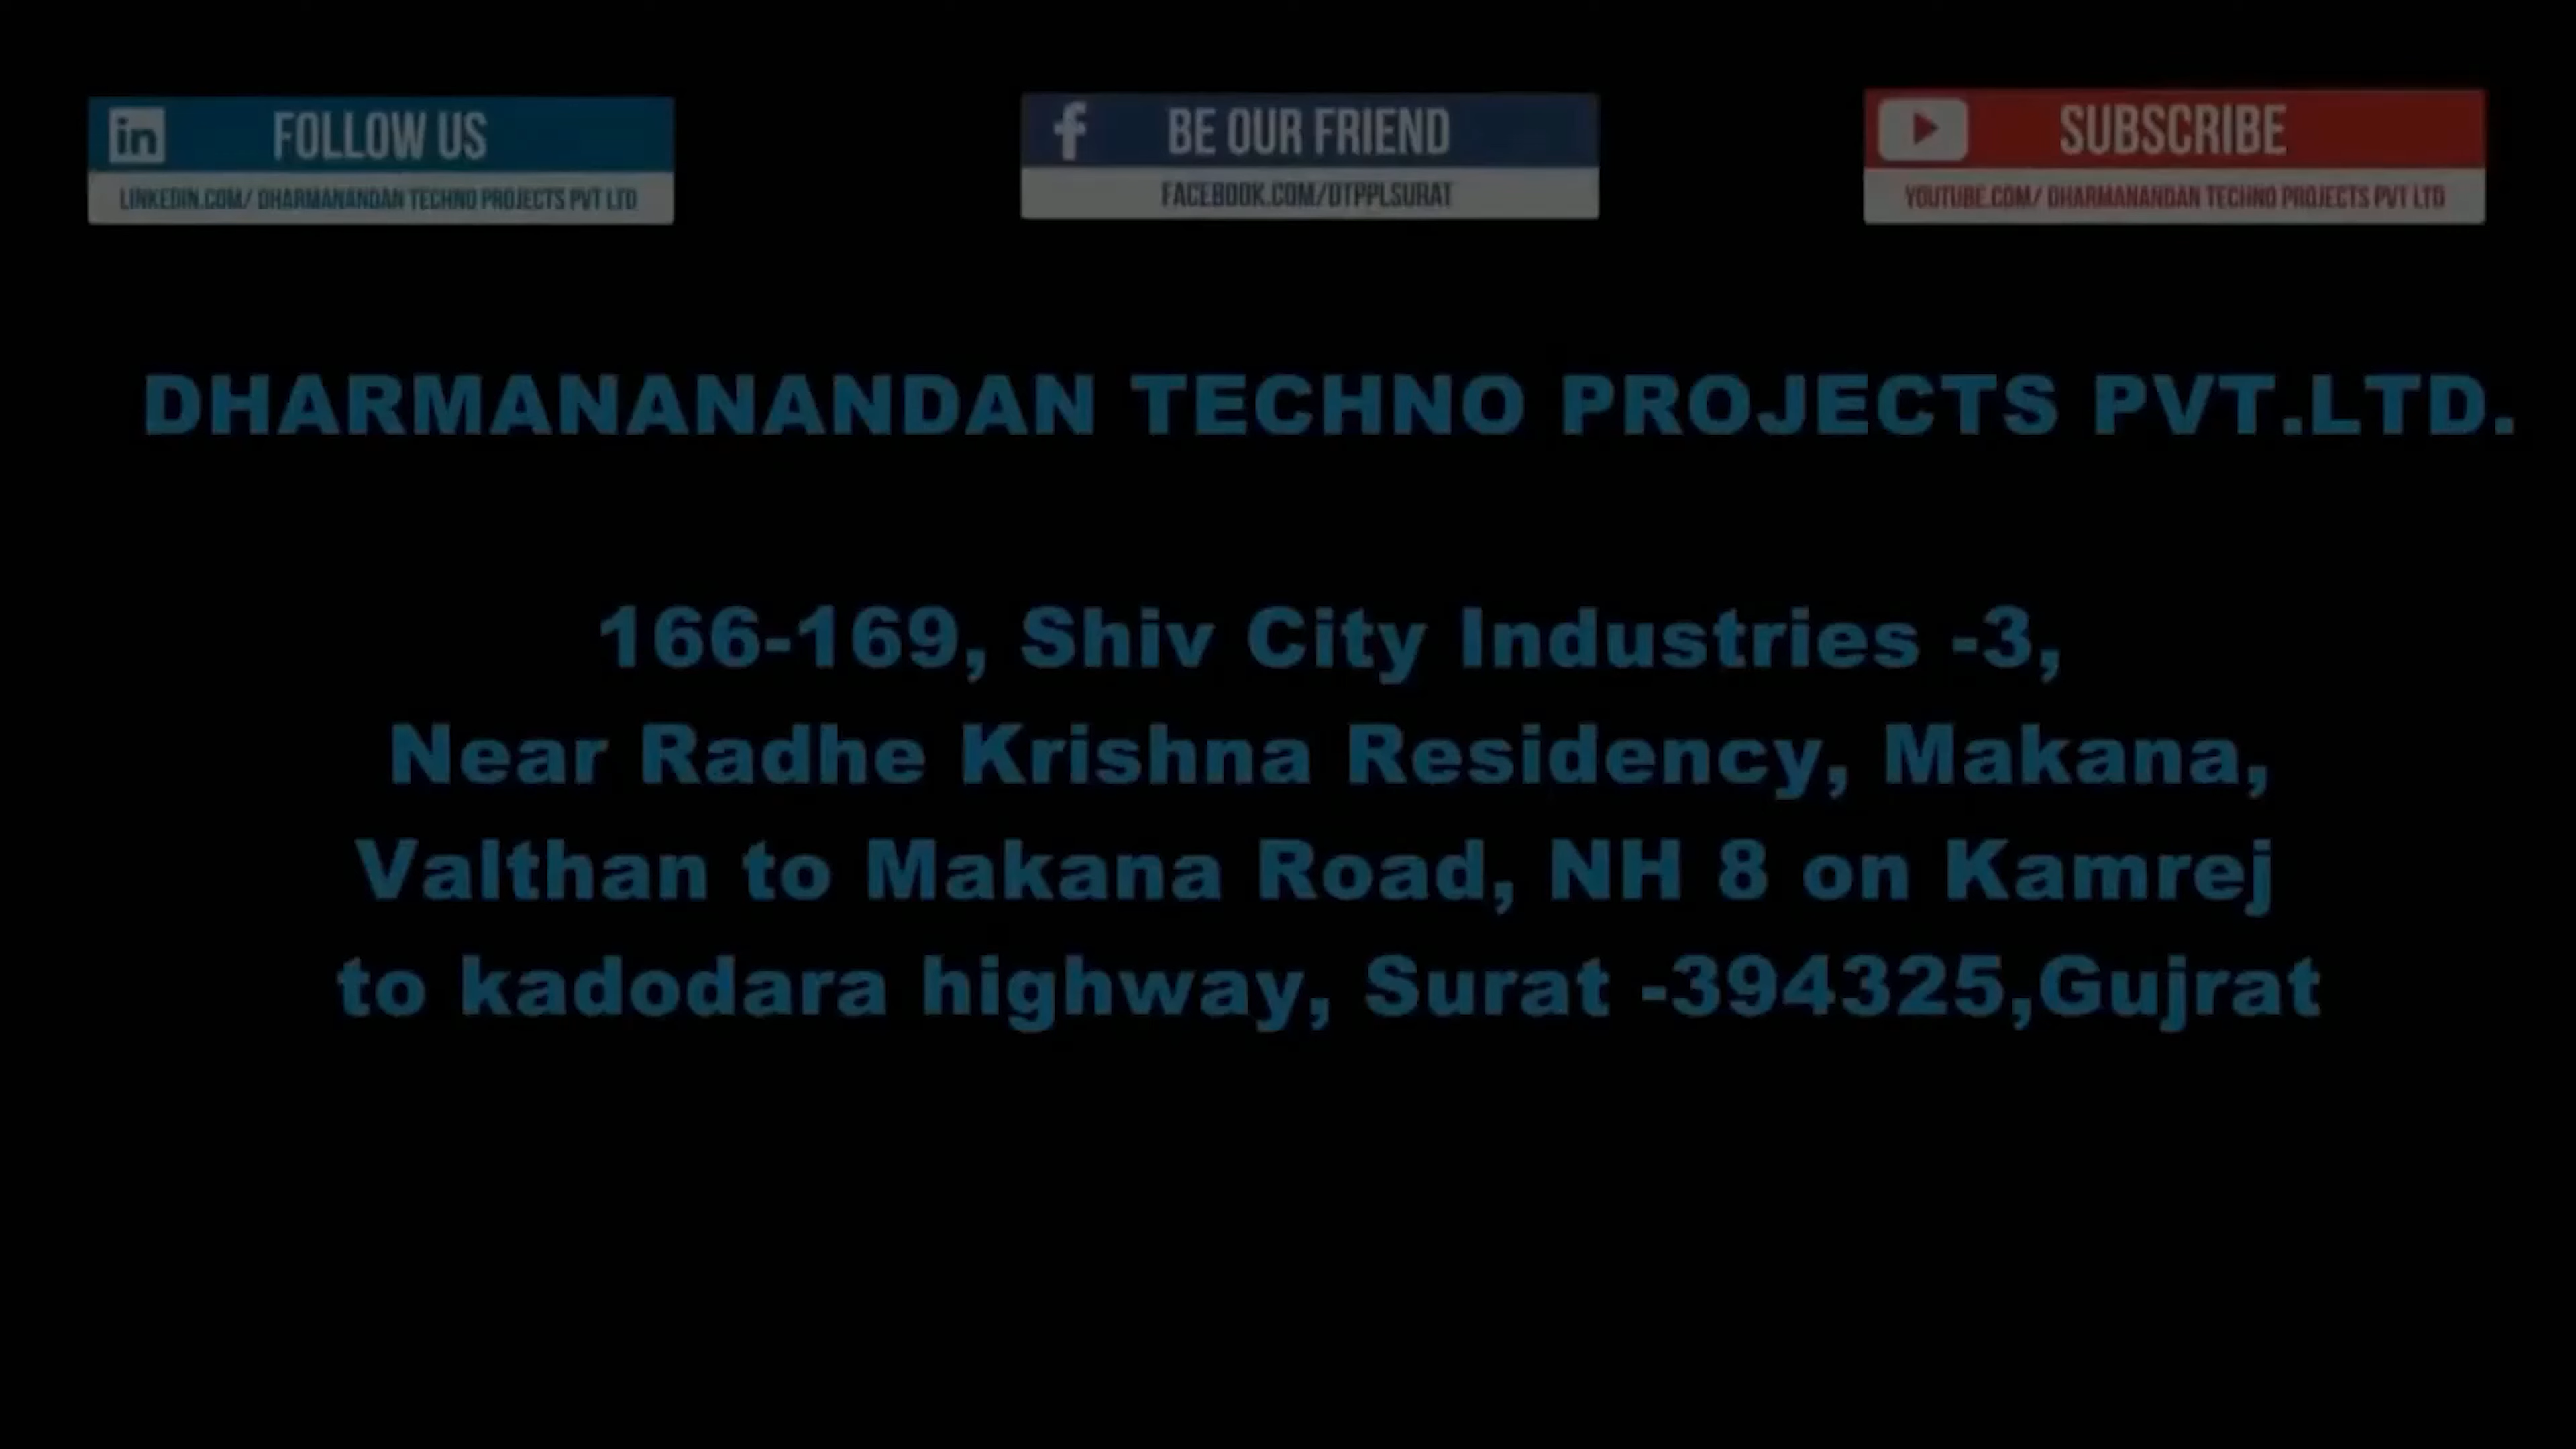 in FOLLOW US
LINKEDIN.COM/ DHARMANANDAN TECHNO PROJECTS PVT LTD
f BE OUR FRIEND
FACEBOOK.COM/DTPPLSURAT
SUBSCRIBE
YOUTUBE.COM/ DHARMANANDAN TECHNO PROJECTS PVT LTD
DHARMANANANDAN TECHNO PROJECTS PVT.LTD.
166-169, Shiv City Industries -3,
Near Radhe Krishna Residency, Makana,
Valthan to Makana Road, NH 8 on Kamrej
to kadodara highway, Surat -394325,Gujrat